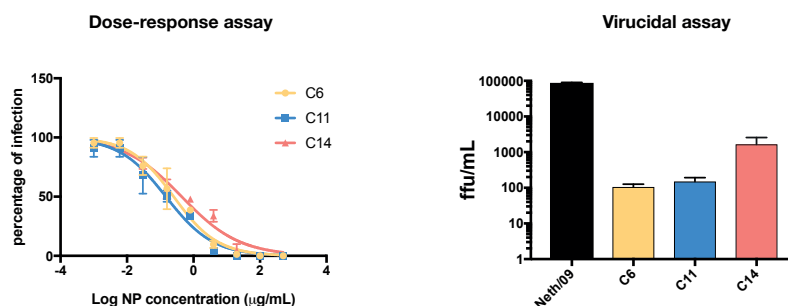 Dose-response assay
150
100
50
0
-4
-2
0
2
4
percentage of infection
Log NP concentration (µg/mL)
C6
C11
C14
Virucidal assay
100000
10000
1000
100
10
1
ffu/mL
Neth/09
C6
C11
C14